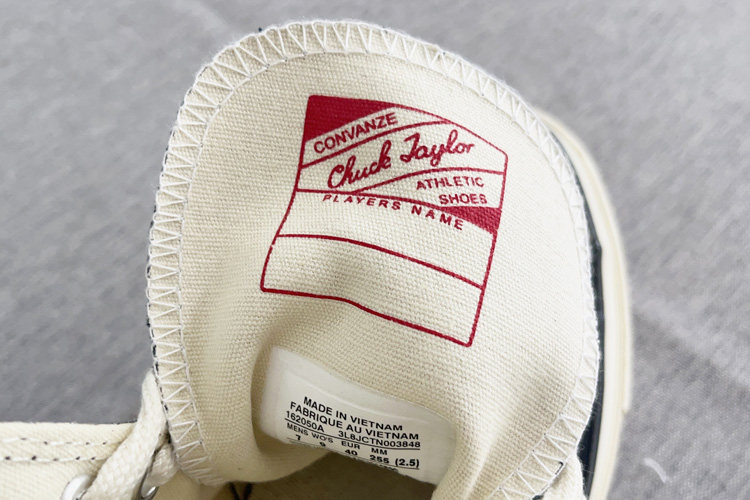 CONVANZE
Chuck Taylor
ATHLETIC
SHOES
PLAYERS NAME
MADE IN VIETNAM
FABRIQUE AU VIETNAM
162050A 3L8JCTN003848
MENS WO'S EUR MM
7 9 40 255 (2.5)